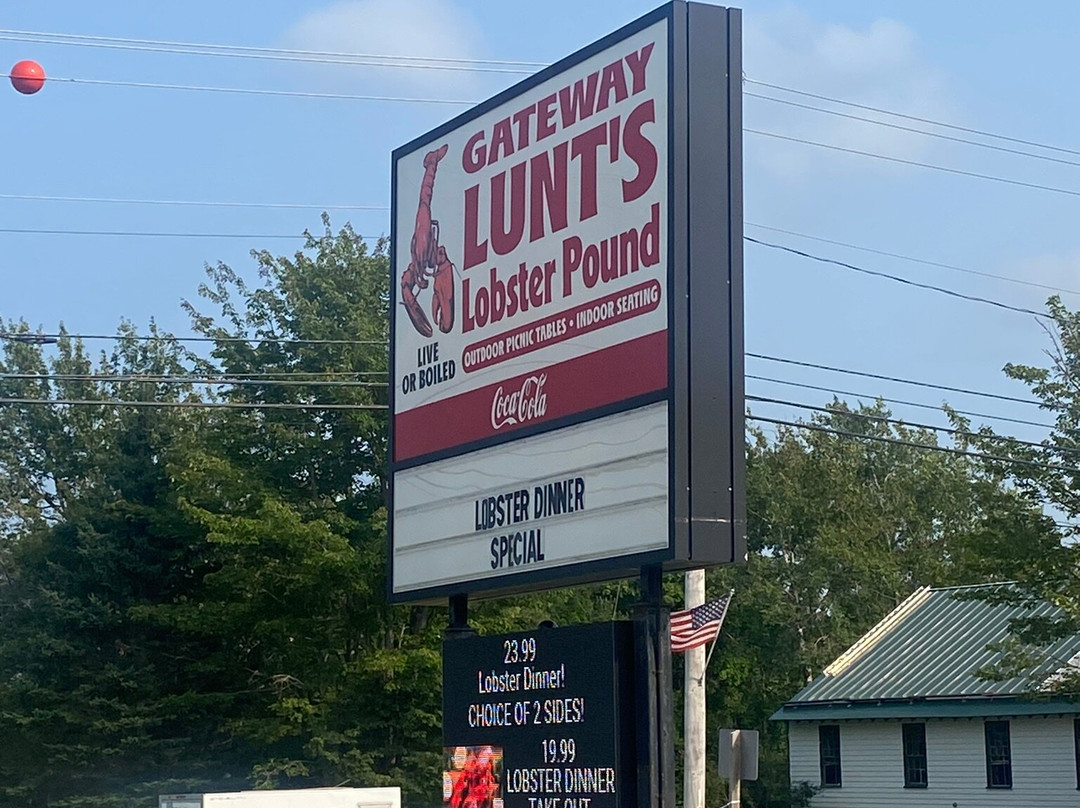 GATEWAY
LUNT'S
Lobster Pound
OUTDOOR PICNIC TABLES • INDOOR SEATING
LIVE
OR BOILED
Coca-Cola
LOBSTER DINNER
SPECIAL
23.99
Lobster Dinner!
CHOICE OF 2 SIDES!
19.99
LOBSTER DINNER
TAKE OUT